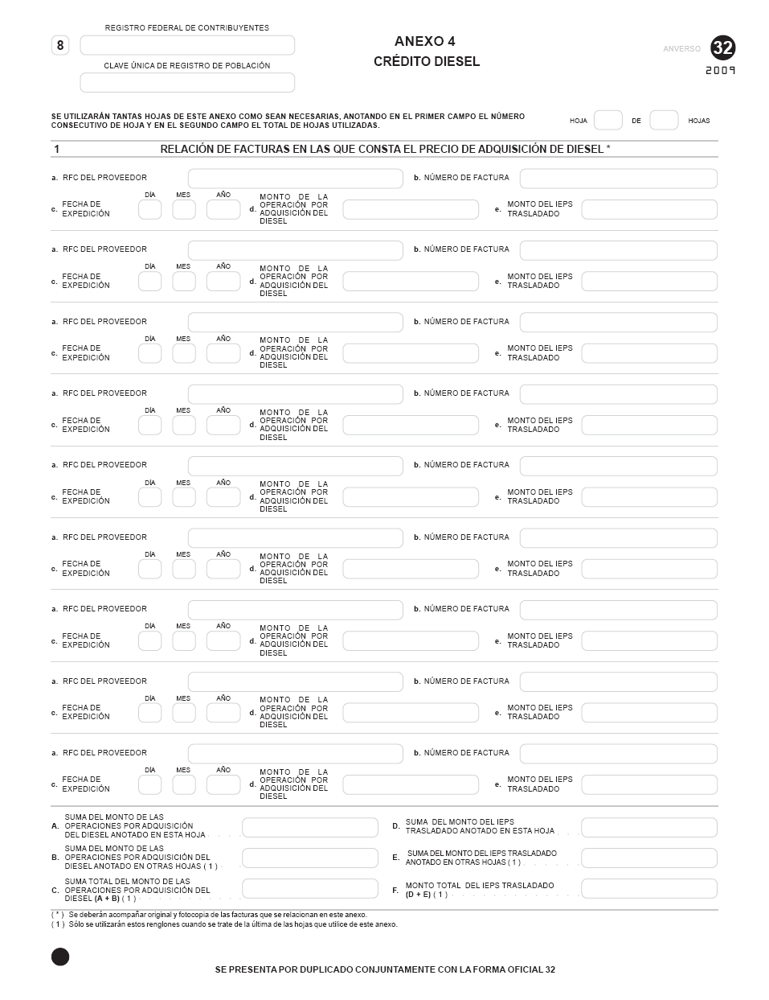 REGISTRO FEDERAL DE CONTRIBUYENTES
8
CLAVE ÚNICA DE REGISTRO DE POBLACIÓN
ANEXO 4
CRÉDITO DIESEL
ANVERSO 32
2009
SE UTILIZARÁN TANTAS HOJAS DE ESTE ANEXO COMO SEAN NECESARIAS, ANOTANDO EN EL PRIMER CAMPO EL NÚMERO
CONSECUTIVO DE HOJA Y EN EL SEGUNDO CAMPO EL TOTAL DE HOJAS UTILIZADAS.
HOJA DE HOJAS
1 RELACIÓN DE FACTURAS EN LAS QUE CONSTA EL PRECIO DE ADQUISICIÓN DE DIESEL *
a. RFC DEL PROVEEDOR b. NÚMERO DE FACTURA
c. FECHA DE
EXPEDICIÓN
DÍA MES AÑO
d. MONTO DE LA
OPERACIÓN POR
ADQUISICIÓN DEL
DIESEL
e. MONTO DEL IEPS
TRASLADADO
a. RFC DEL PROVEEDOR b. NÚMERO DE FACTURA
c. FECHA DE
EXPEDICIÓN
DÍA MES AÑO
d. MONTO DE LA
OPERACIÓN POR
ADQUISICIÓN DEL
DIESEL
e. MONTO DEL IEPS
TRASLADADO
a. RFC DEL PROVEEDOR b. NÚMERO DE FACTURA
c. FECHA DE
EXPEDICIÓN
DÍA MES AÑO
d. MONTO DE LA
OPERACIÓN POR
ADQUISICIÓN DEL
DIESEL
e. MONTO DEL IEPS
TRASLADADO
a. RFC DEL PROVEEDOR b. NÚMERO DE FACTURA
c. FECHA DE
EXPEDICIÓN
DÍA MES AÑO
d. MONTO DE LA
OPERACIÓN POR
ADQUISICIÓN DEL
DIESEL
e. MONTO DEL IEPS
TRASLADADO
a. RFC DEL PROVEEDOR b. NÚMERO DE FACTURA
c. FECHA DE
EXPEDICIÓN
DÍA MES AÑO
d. MONTO DE LA
OPERACIÓN POR
ADQUISICIÓN DEL
DIESEL
e. MONTO DEL IEPS
TRASLADADO
a. RFC DEL PROVEEDOR b. NÚMERO DE FACTURA
c. FECHA DE
EXPEDICIÓN
DÍA MES AÑO
d. MONTO DE LA
OPERACIÓN POR
ADQUISICIÓN DEL
DIESEL
e. MONTO DEL IEPS
TRASLADADO
a. RFC DEL PROVEEDOR b. NÚMERO DE FACTURA
c. FECHA DE
EXPEDICIÓN
DÍA MES AÑO
d. MONTO DE LA
OPERACIÓN POR
ADQUISICIÓN DEL
DIESEL
e. MONTO DEL IEPS
TRASLADADO
a. RFC DEL PROVEEDOR b. NÚMERO DE FACTURA
c. FECHA DE
EXPEDICIÓN
DÍA MES AÑO
d. MONTO DE LA
OPERACIÓN POR
ADQUISICIÓN DEL
DIESEL
e. MONTO DEL IEPS
TRASLADADO
a. RFC DEL PROVEEDOR b. NÚMERO DE FACTURA
c. FECHA DE
EXPEDICIÓN
DÍA MES AÑO
d. MONTO DE LA
OPERACIÓN POR
ADQUISICIÓN DEL
DIESEL
e. MONTO DEL IEPS
TRASLADADO
A. SUMA DEL MONTO DE LAS
OPERACIONES POR ADQUISICIÓN
DEL DIESEL ANOTADO EN ESTA HOJA
D. SUMA DEL MONTO DEL IEPS
TRASLADADO ANOTADO EN ESTA HOJA
B. SUMA DEL MONTO DE LAS
OPERACIONES POR ADQUISICIÓN DEL
DIESEL ANOTADO EN OTRAS HOJAS ( 1 )
E. SUMA DEL MONTO DEL IEPS TRASLADADO
ANOTADO EN OTRAS HOJAS ( 1 )
C. SUMA TOTAL DEL MONTO DE LAS
OPERACIONES POR ADQUISICIÓN DEL
DIESEL (A + B) ( 1 )
F. MONTO TOTAL DEL IEPS TRASLADADO
(D + E) ( 1 )
( * ) Se deberán acompañar original y fotocopia de las facturas que se relacionan en este anexo.
( 1 ) Sólo se utilizarán estos renglones cuando se trate de la última de las hojas que utilice de este anexo.
SE PRESENTA POR DUPLICADO CONJUNTAMENTE CON LA FORMA OFICIAL 32